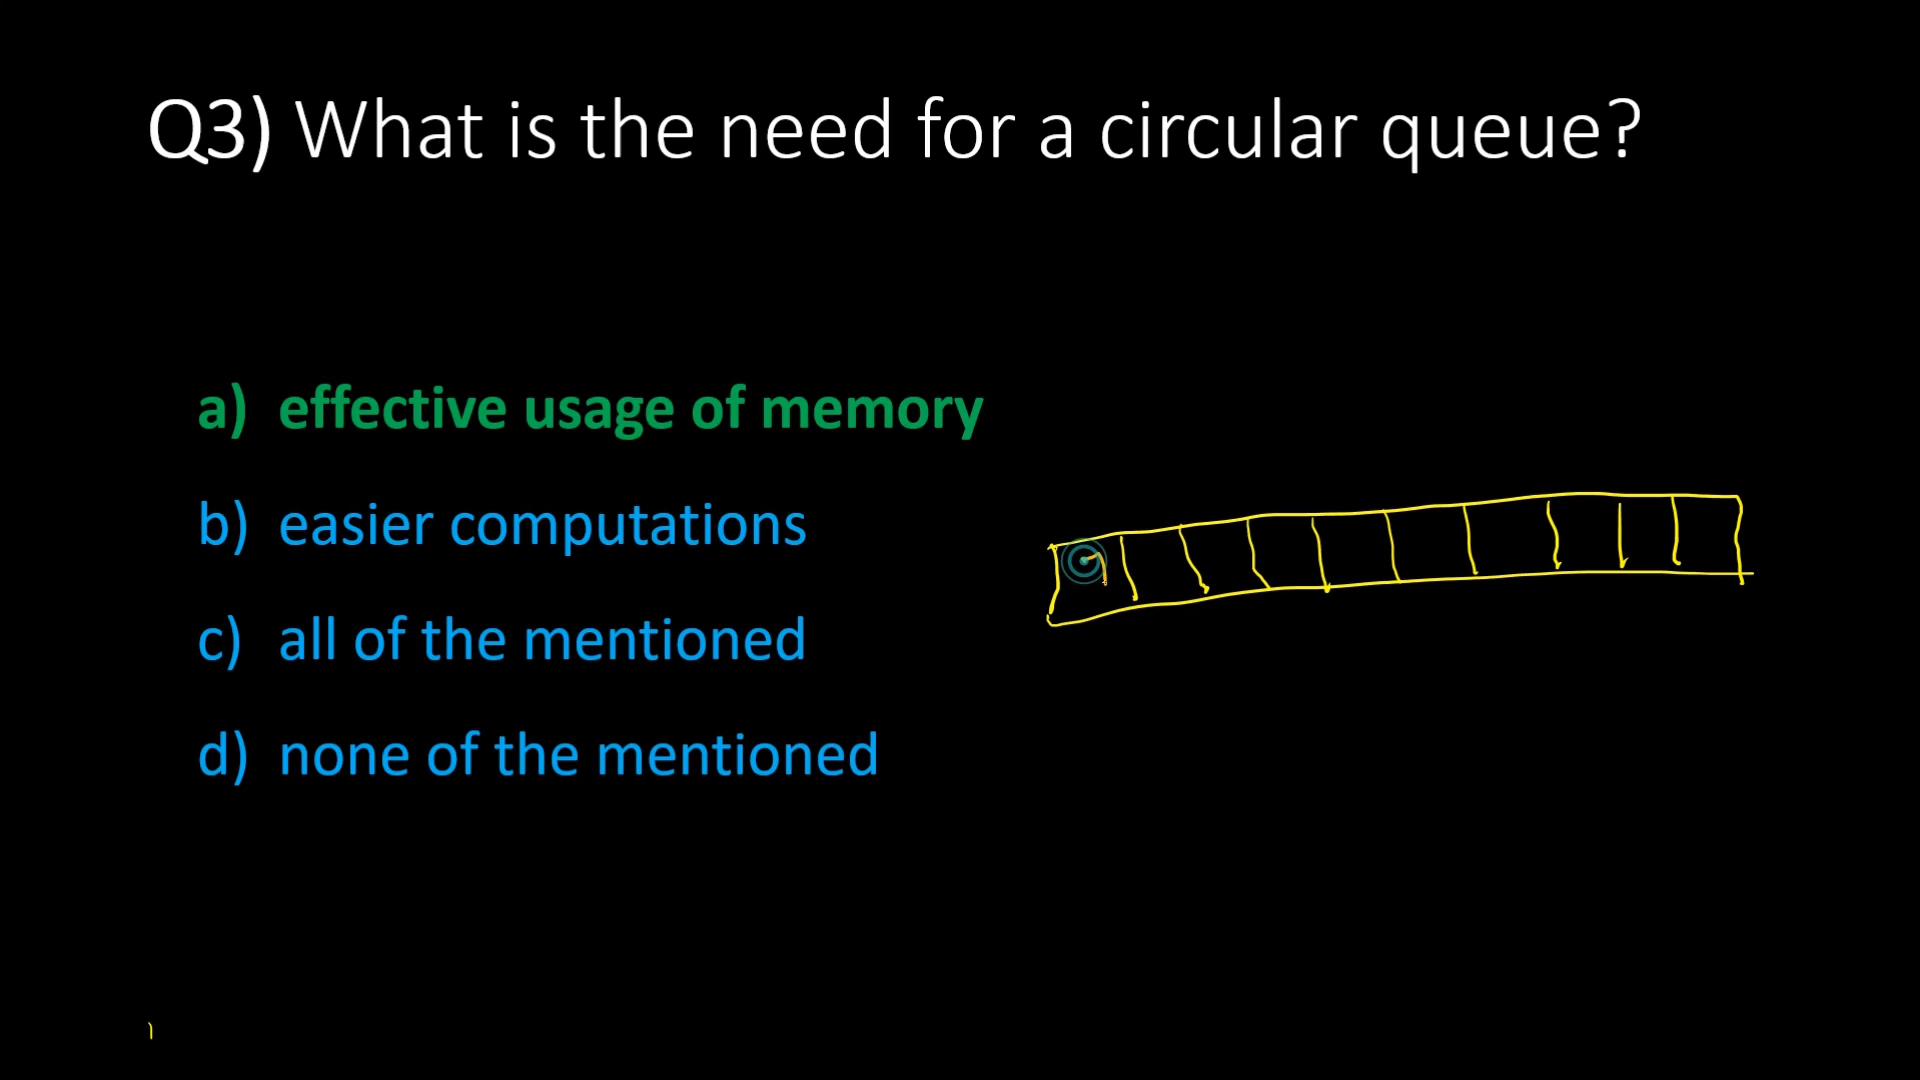 Q3) What is the need for a circular queue?
a) effective usage of memory
b) easier computations
c) all of the mentioned
d) none of the mentioned